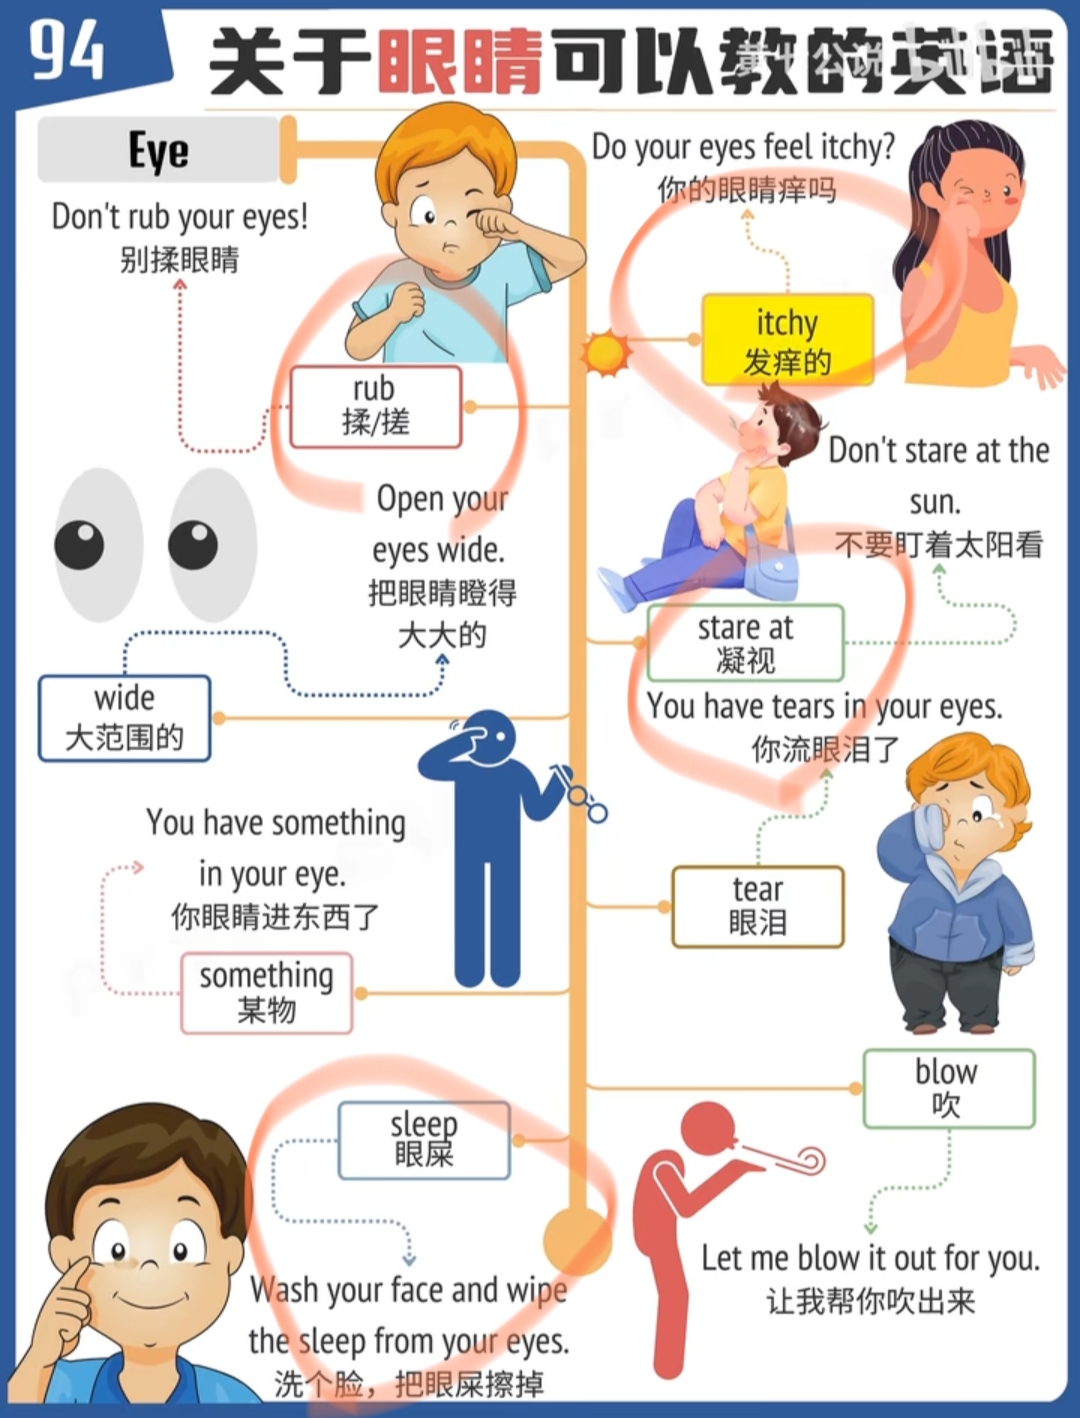 94
关于眼睛可以教的英语
Eye
Don't rub your eyes!
别揉眼睛
rub
揉/搓
Open your
eyes wide.
把眼睛瞪得
大大的
wide
大范围的
You have something
in your eye.
你眼睛进东西了
something
某物
sleep
眼屎
Wash your face and wipe
the sleep from your eyes.
洗个脸，把眼屎擦掉
Do your eyes feel itchy?
你的眼睛痒吗
itchy
发痒的
Don't stare at the
sun.
不要盯着太阳看
stare at
凝视
You have tears in your eyes.
你流眼泪了
tear
眼泪
blow
吹
Let me blow it out for you.
让我帮你吹出来